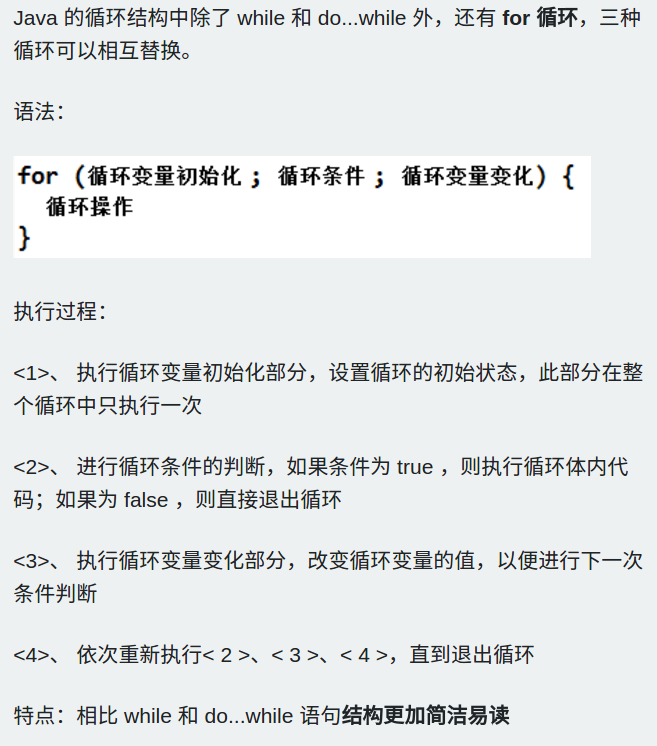 Java 的循环结构中除了 while 和 do...while 外，还有 for 循环，三种
循环可以相互替换。
语法：
for (循环变量初始化 ; 循环条件 ; 循环变量变化) {
循环操作
}
执行过程：
<1>、 执行循环变量初始化部分，设置循环的初始状态，此部分在整
个循环中只执行一次
<2>、 进行循环条件的判断，如果条件为 true ，则执行循环体内代
码；如果为 false ，则直接退出循环
<3>、 执行循环变量变化部分，改变循环变量的值，以便进行下一次
条件判断
<4>、 依次重新执行< 2 >、< 3 >、< 4 >，直到退出循环
特点：相比 while 和 do...while 语句结构更加简洁易读